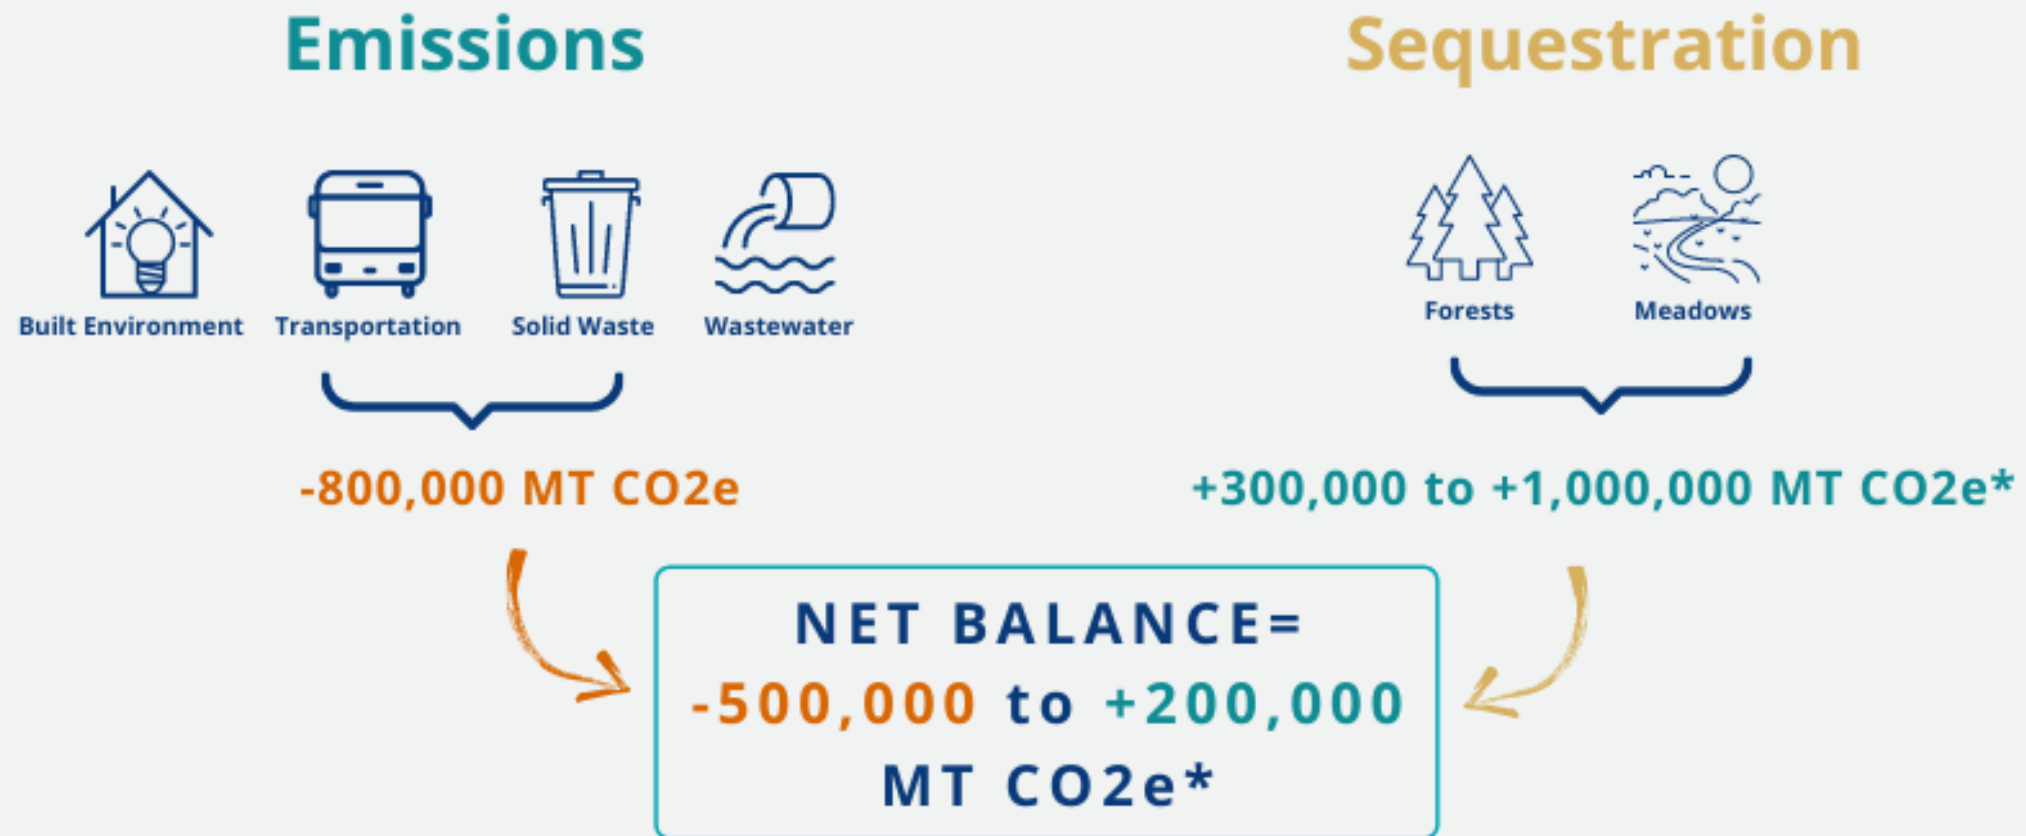 Emissions
Sequestration
Built Environment
Transportation
Solid Waste
Wastewater
Forests
Meadows
-800,000 MT CO2e
+300,000 to +1,000,000 MT CO2e*
NET BALANCE=
-500,000 to +200,000
MT CO2e*